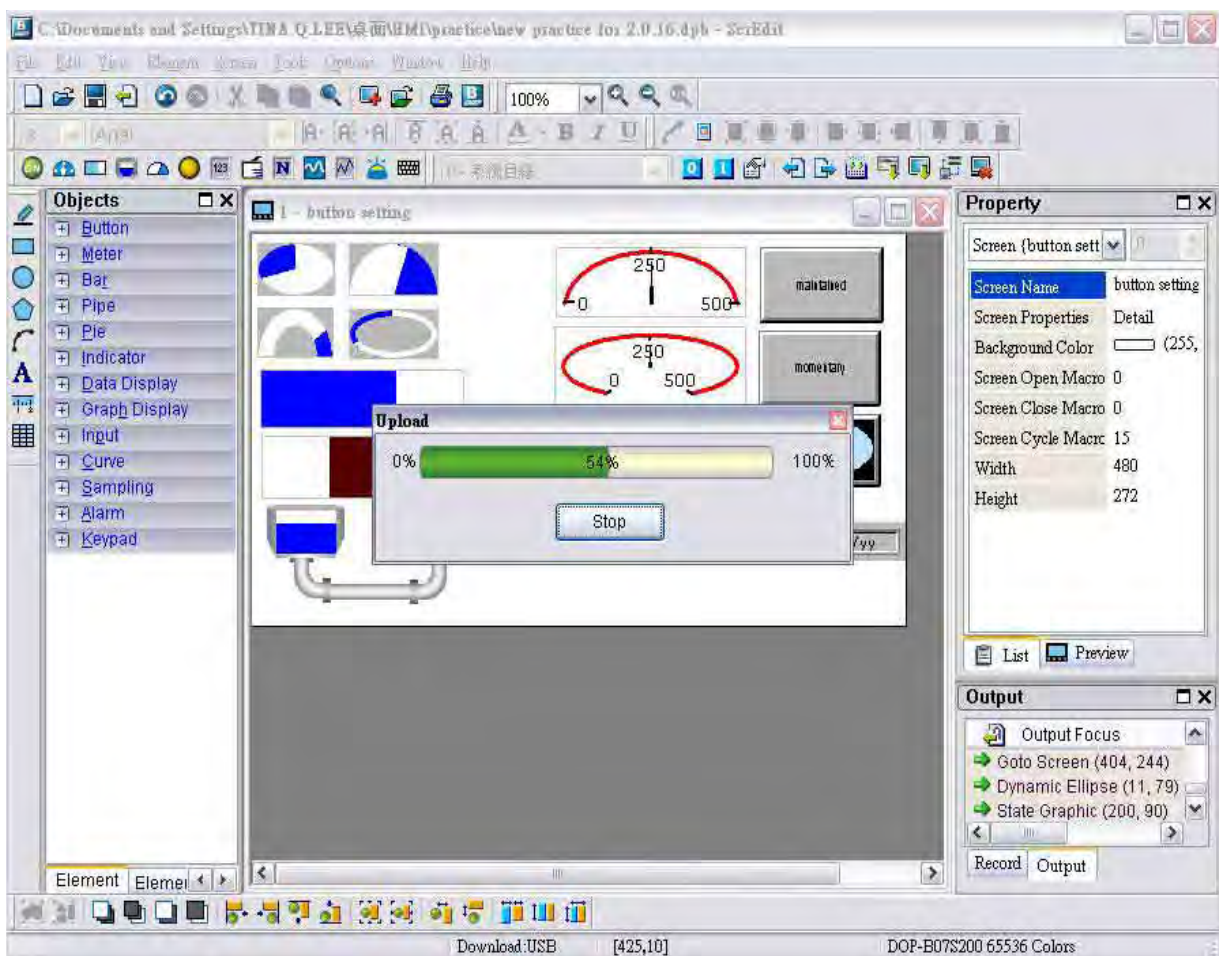 C:\Documents and Settings\TINA.Q.LEE\桌面\HMI\practice\new practice for 2.0.16.dpb - ScrEdit
File Edit View Element Screen Tools Options Window Help
100%
Arial
A B I U
123
N
0 1
Objects
Button
Meter
Bar
Pipe
Pie
Indicator
Data Display
Graph Display
Input
Curve
Sampling
Alarm
Keypad
Element
1 - button setting
0 250 500
0 250 500
maintained
momentary
/yy
Upload
0% 54% 100%
Stop
Property
Screen {button sett
Screen Name button setting
Screen Properties Detail
Background Color (255,
Screen Open Macro 0
Screen Close Macro 0
Screen Cycle Macrc 15
Width 480
Height 272
List Preview
Output
Output Focus
Goto Screen (404, 244)
Dynamic Ellipse (11, 79)
State Graphic (200, 90)
Record Output
Download:USB [425,10] DOP-B07S200 65536 Colors